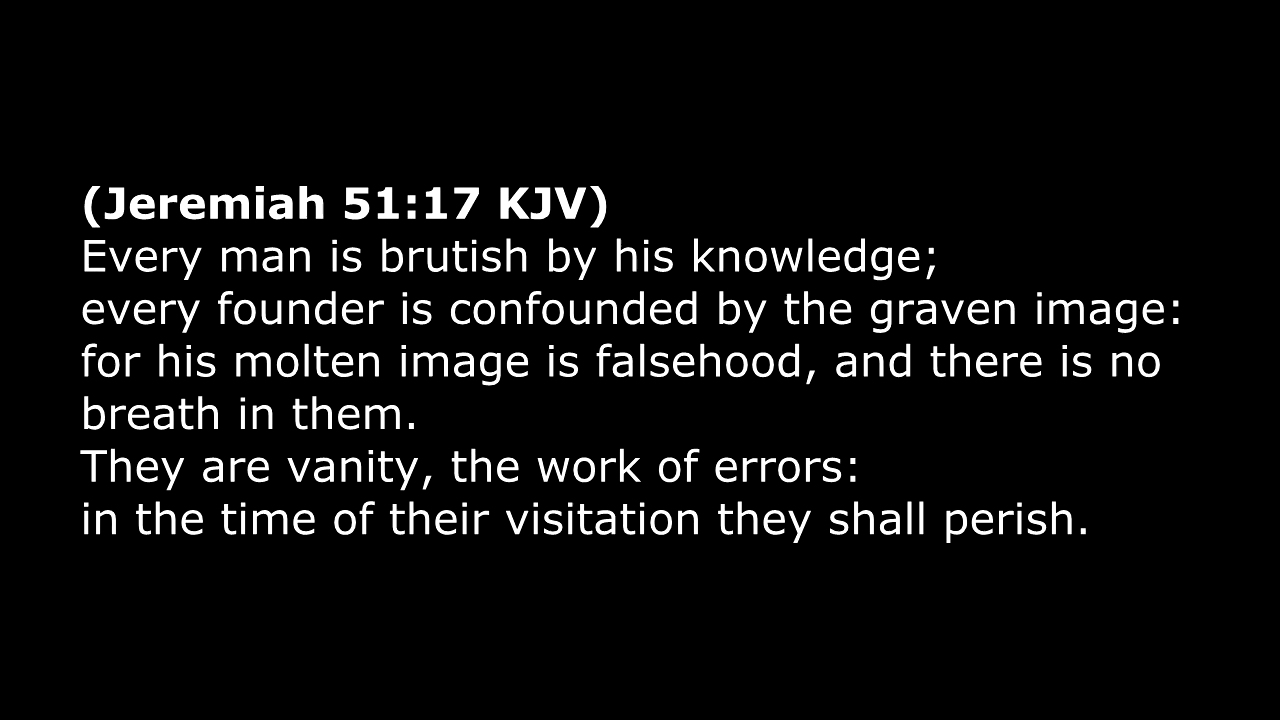 (Jeremiah 51:17 KJV)
Every man is brutish by his knowledge;
every founder is confounded by the graven image:
for his molten image is falsehood, and there is no
breath in them.
They are vanity, the work of errors:
in the time of their visitation they shall perish.